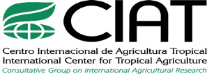 CIAT
Centro Internacional de Agricultura Tropical
International Center for Tropical Agriculture
Consultative Group on International Agricultural Research